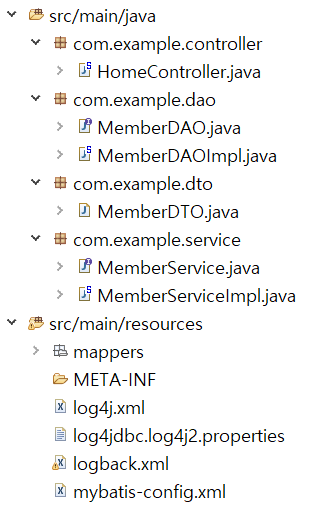 src/main/java
com.example.controller
HomeController.java
com.example.dao
MemberDAO.java
MemberDAOImpl.java
com.example.dto
MemberDTO.java
com.example.service
MemberService.java
MemberServiceImpl.java
src/main/resources
mappers
META-INF
log4j.xml
log4jdbc.log4j2.properties
logback.xml
mybatis-config.xml